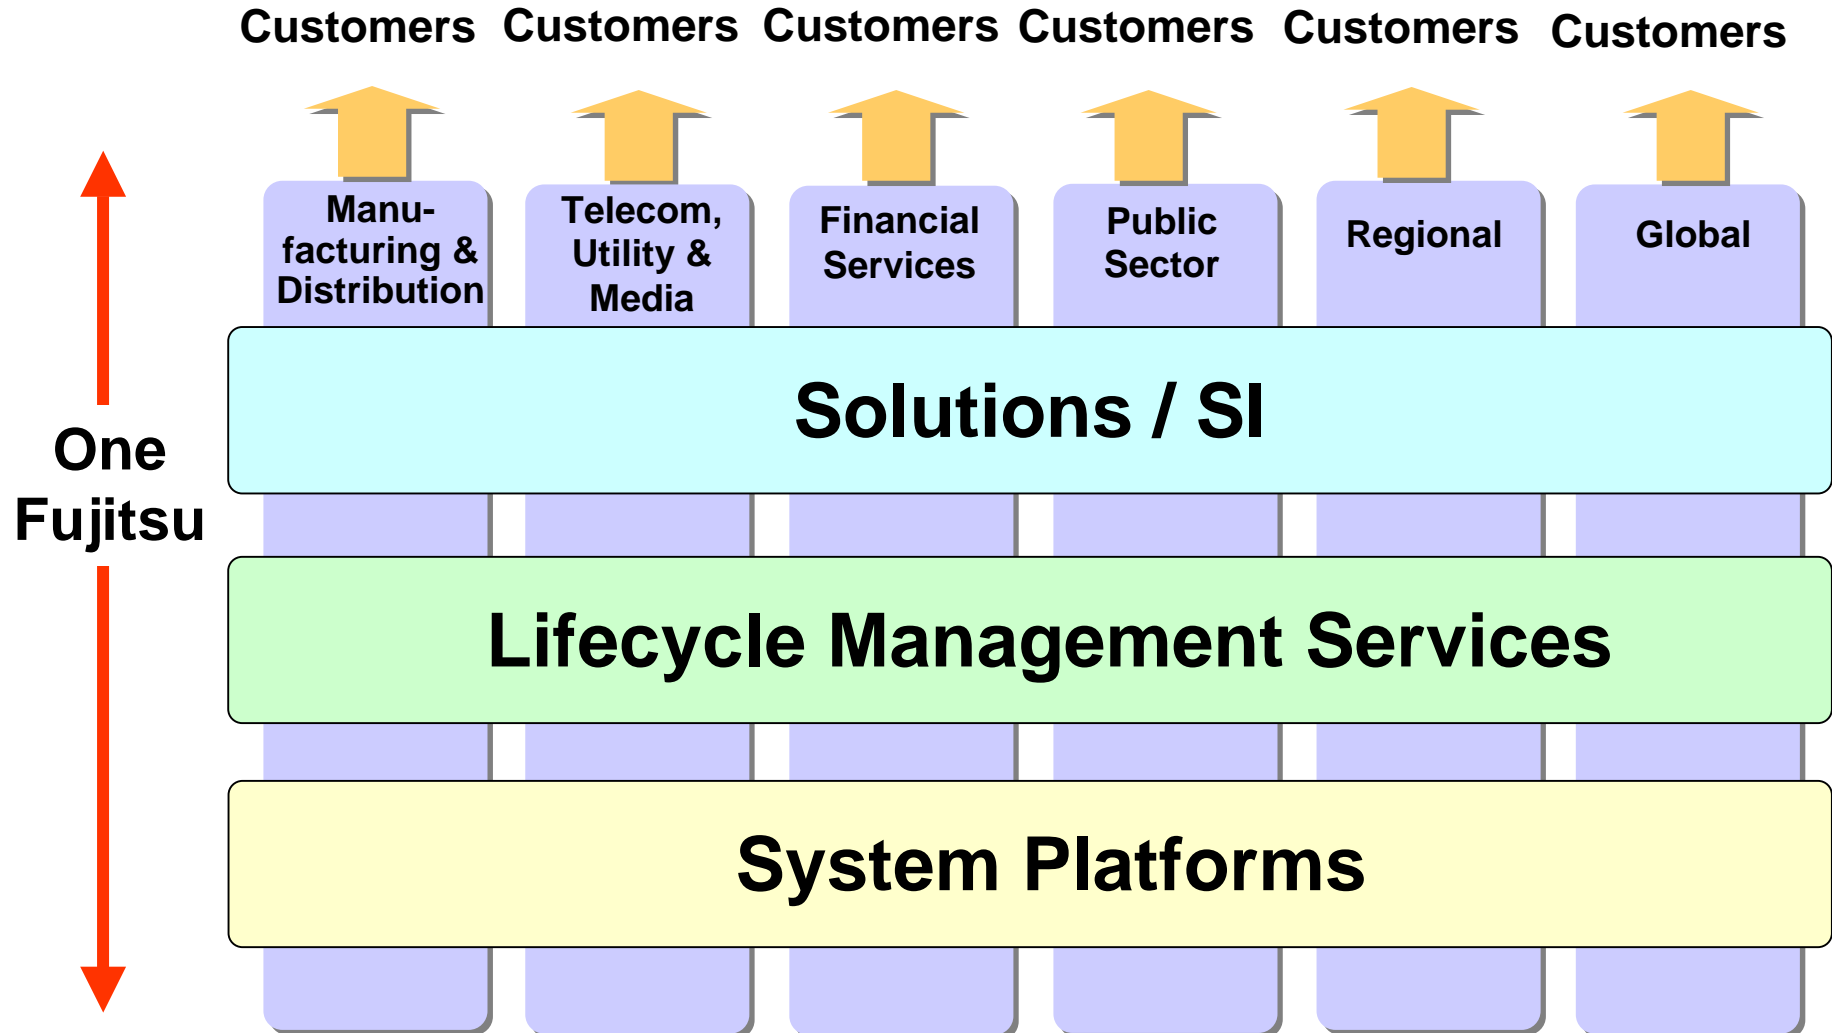 Customers Customers Customers Customers Customers Customers
Manu-
facturing &
Distribution
Telecom,
Utility &
Media
Financial
Services
Public
Sector
Regional
Global
One
Fujitsu
Solutions / SI
Lifecycle Management Services
System Platforms